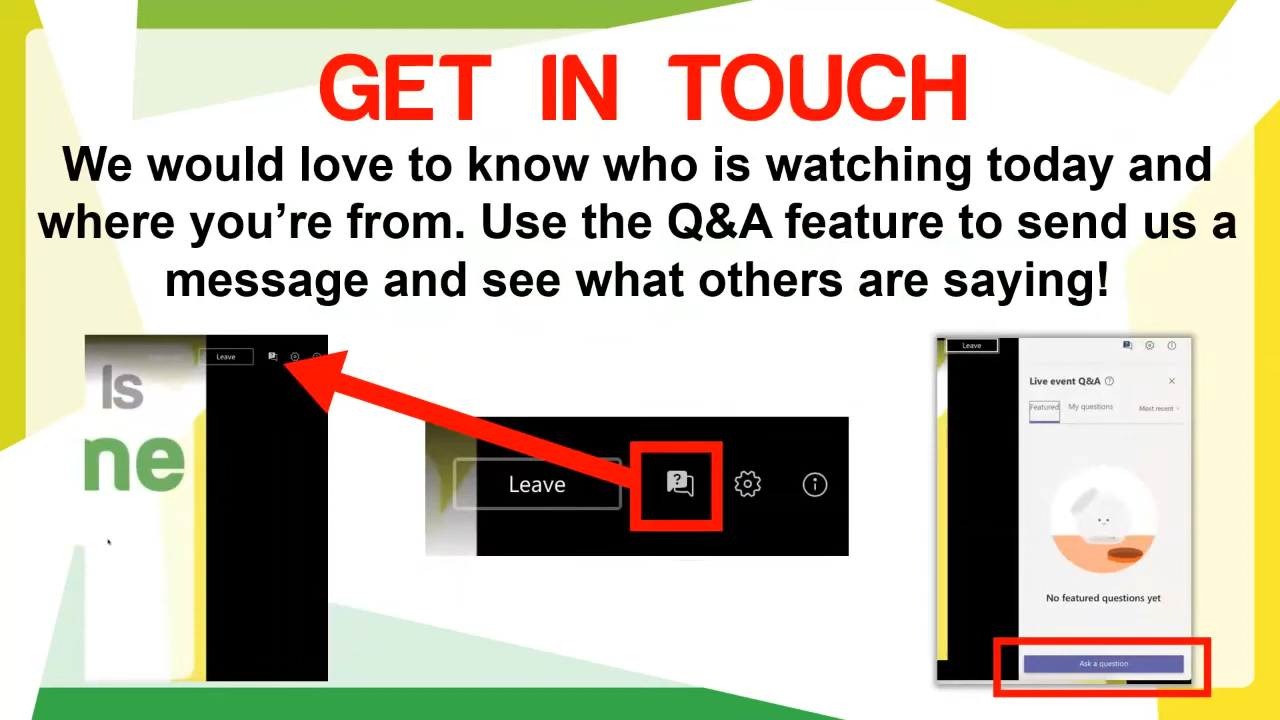 GET IN TOUCH
We would love to know who is watching today and
where you’re from. Use the Q&A feature to send us a
message and see what others are saying!
Leave
Is
ne
Leave
Leave
Live event Q&A
Featured My questions Most recent
No featured questions yet
Ask a question